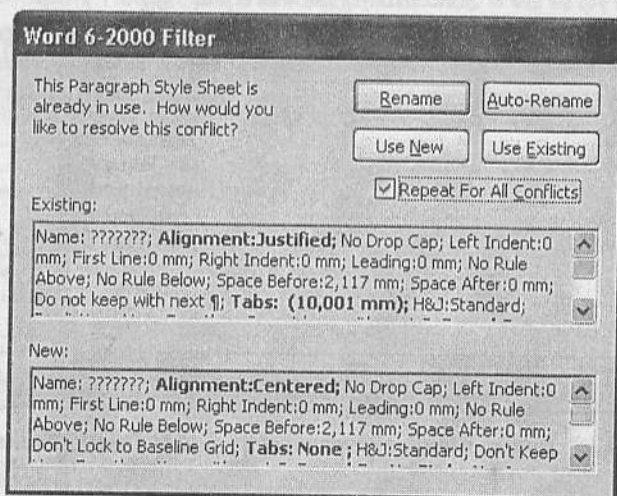 Word 6-2000 Filter
This Paragraph Style Sheet is
already in use. How would you
like to resolve this conflict?
Rename
Auto-Rename
Use New
Use Existing
Repeat For All Conflicts
Existing:
Name: ???????; Alignment:Justified; No Drop Cap; Left Indent:0
mm; First Line:0 mm; Right Indent:0 mm; Leading:0 mm; No Rule
Above; No Rule Below; Space Before:2,117 mm; Space After:0 mm;
Do not keep with next ¶; Tabs: (10,001 mm); H&J:Standard;
New:
Name: ???????; Alignment:Centered; No Drop Cap; Left Indent:0
mm; First Line:0 mm; Right Indent:0 mm; Leading:0 mm; No Rule
Above; No Rule Below; Space Before:2,117 mm; Space After:0 mm;
Don't Lock to Baseline Grid; Tabs: None ; H&J:Standard; Don't Keep